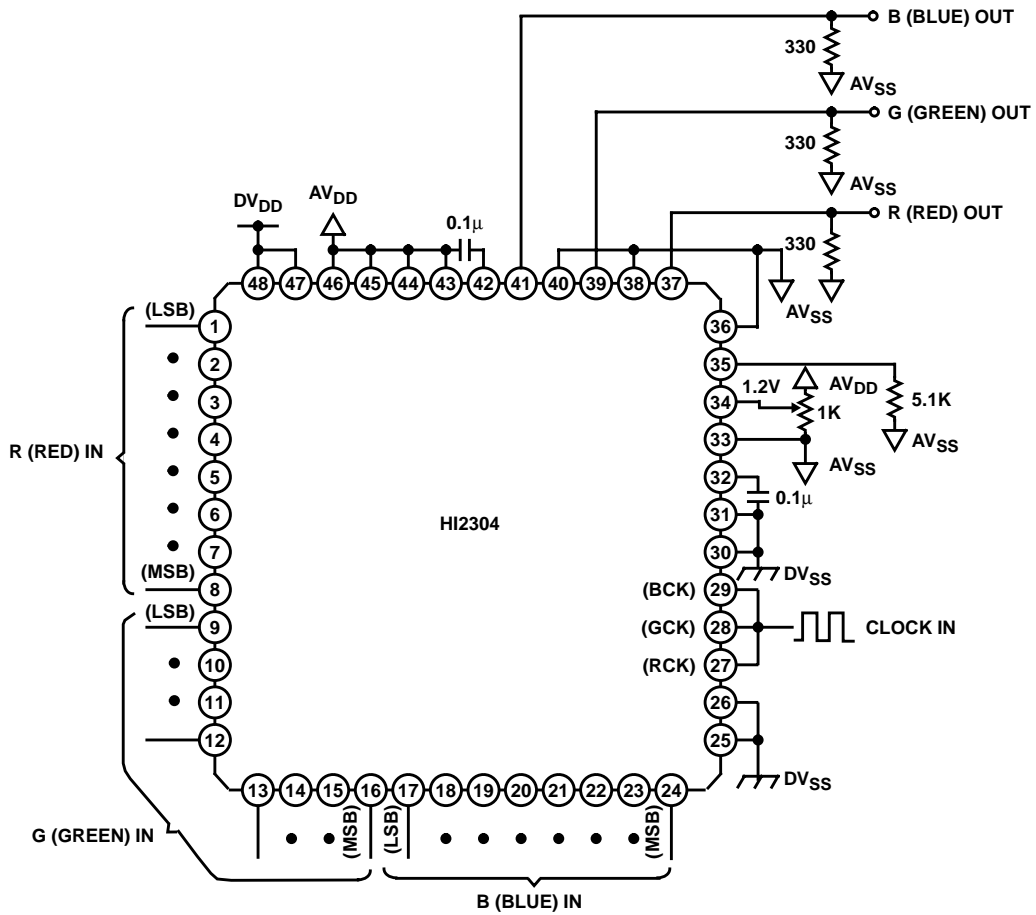 B (BLUE) OUT
330
AVSS
G (GREEN) OUT
330
AVSS
R (RED) OUT
330
AVSS
DVDD
AVDD
0.1µ
48 47 46 45 44 43 42 41 40 39 38 37
(LSB)
1
2
3
4
5
6
7
(MSB)
8
R (RED) IN
(LSB)
9
10
11
12
HI2304
36
35
1.2V
34
AVDD
1K
5.1K
AVSS
33
AVSS
32
0.1µ
31
30
DVSS
(BCK) 29
(GCK) 28
CLOCK IN
(RCK) 27
26
25
DVSS
13 14 15 16 17 18 19 20 21 22 23 24
(MSB)
(LSB)
(MSB)
G (GREEN) IN
B (BLUE) IN